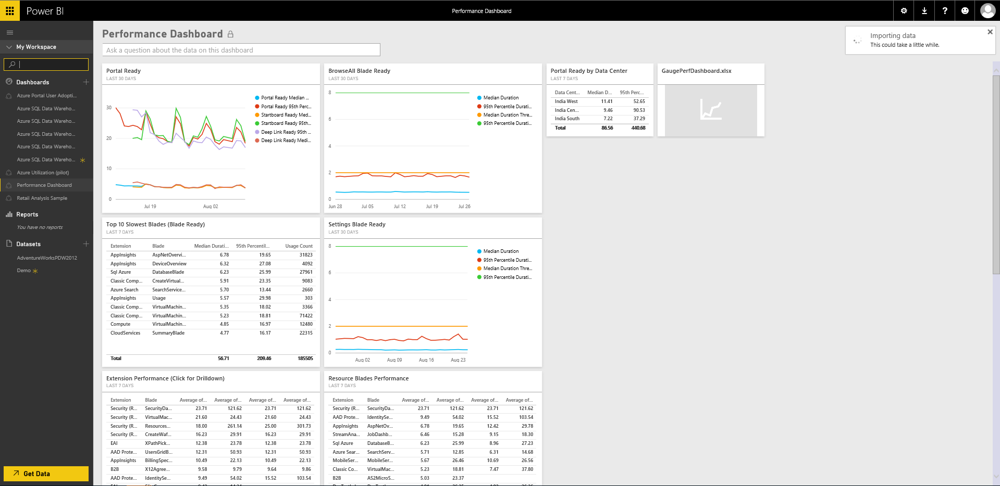 Power BI
Performance Dashboard
My Workspace
Dashboards
Azure Portal User Adopti...
Azure SQL Data Wareho...
Azure SQL Data Wareho...
Azure SQL Data Wareho...
Azure SQL Data Wareho...
Azure SQL Data Wareho...
Azure Utilization (pilot)
Performance Dashboard
Retail Analysis Sample
Reports
You have no reports
Datasets
AdventureWorksPDW2012
Demo
Get Data
Performance Dashboard
Ask a question about the data on this dashboard
Importing data
This could take a little while.
Portal Ready
LAST 30 DAYS
30
20
10
0
Jul 19 Aug 02
Portal Ready Median ...
Portal Ready 95th Perc...
Startboard Ready Med...
Startboard Ready 95th...
Deep Link Ready 95th ...
Deep Link Ready Medi...
BrowseAll Blade Ready
LAST 30 DAYS
8
6
4
2
0
Jun 28 Jul 05 Jul 12 Jul 19 Jul 26
Median Duration
95th Percentile Durati...
Median Duration Thre...
95th Percentile Durati...
Portal Ready by Data Center
LAST 7 DAYS
Data Cent... Median D... 95th Perc...
India West 11.41 52.65
India Cen... 9.46 90.53
India South 7.22 37.29
Total 86.56 440.68
GaugePerfDashboard.xlsx
Top 10 Slowest Blades (Blade Ready)
LAST 7 DAYS
Extension Blade Median Durati... 95th Percentil... Usage Count
AppInsights AspNetOvervi... 6.78 19.65 31823
AppInsights DeviceOverview 6.32 27.08 4092
Sql Azure DatabaseBlade 6.23 25.99 27961
Classic Comp... CreateVirtual... 5.91 23.35 9083
Azure Search SearchService... 5.70 13.44 2660
AppInsights Usage 5.57 29.98 303
Classic Comp... VirtualMachin... 5.35 18.02 3366
Classic Comp... VirtualMachin... 5.23 18.81 71422
Compute VirtualMachin... 4.85 16.97 12480
CloudServices SummaryBlade 4.77 16.17 22315
Total 56.71 209.46 185505
Settings Blade Ready
LAST 30 DAYS
8
6
4
2
0
Aug 02 Aug 09 Aug 16 Aug 23
Median Duration
95th Percentile Durati...
Median Duration Thre...
95th Percentile Durati...
Extension Performance (Click for Drilldown)
LAST 7 DAYS
Extension Blade Average of... Average of... Average of... Average of...
Security (R... SecurityDa... 23.71 121.62 23.71 121.62
Security (R... VirtualMac... 21.60 24.43 21.60 24.43
Security (R... Resources... 18.00 261.14 25.00 301.73
Security (R... CreateWaf... 16.23 29.91 16.23 29.91
EAI XPathPick... 12.38 23.78 12.38 23.78
AAD Prote... UsersGridB... 12.31 50.93 12.31 50.93
AppInsights BillingSpec... 10.49 22.13 10.49 22.13
B2B X12Agree... 9.58 9.79 9.64 9.86
AAD Prote... IdentitySe... 9.49 54.02 15.52 103.54
Resource Blades Performance
LAST 7 DAYS
Extension Blade Average of... Average of... Average of... Average of...
Security (R... SecurityDa... 23.71 121.62 23.71 121.62
AAD Prote... IdentitySe... 9.49 54.02 15.52 103.54
AppInsights AspNetOv... 6.78 19.65 12.42 29.78
StreamAna... JobDashb... 6.46 15.28 9.15 18.30
Sql Azure DatabaseB... 6.23 25.99 8.96 27.23
Azure Sear... SearchServ... 5.71 12.85 6.31 14.68
MobileSer... MobileSer... 5.67 26.46 10.69 26.56
Classic Co... VirtualMac... 5.23 18.81 7.47 37.80
B2B AS2MicroS... 5.03 23.37